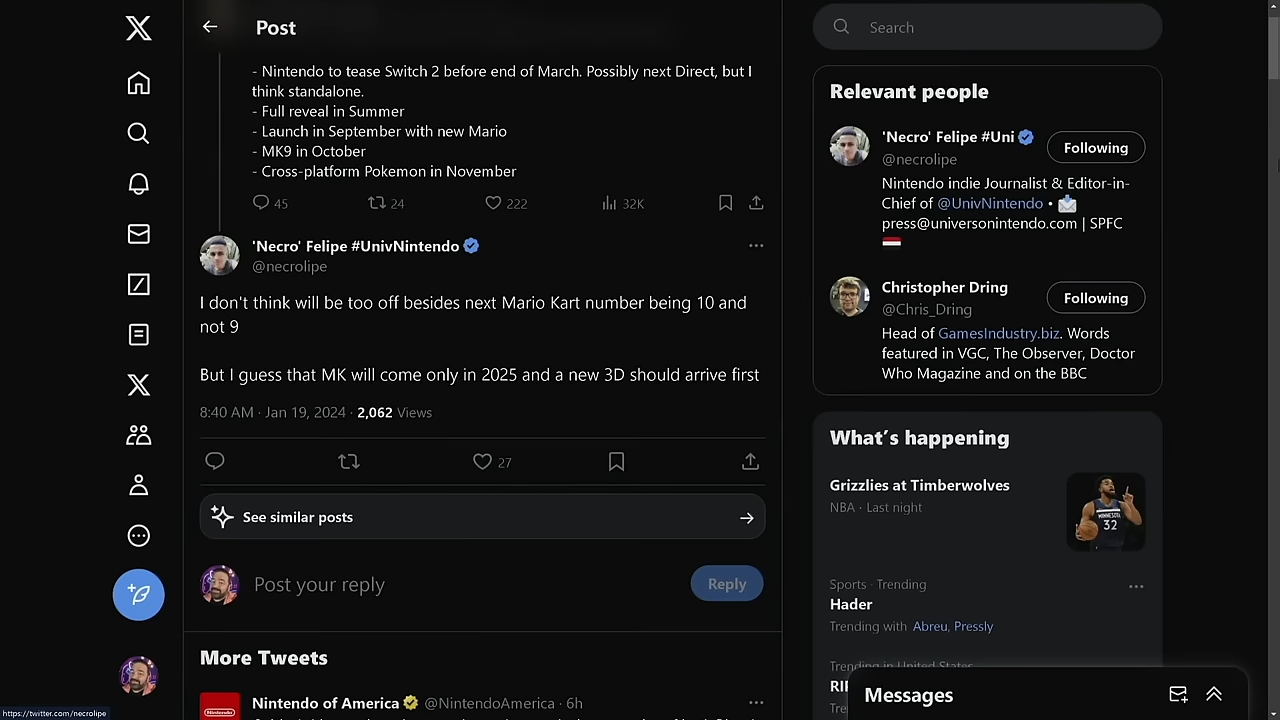 Post
- Nintendo to tease Switch 2 before end of March. Possibly next Direct, but I
think standalone.
- Full reveal in Summer
- Launch in September with new Mario
- MK9 in October
- Cross-platform Pokemon in November
45 24 222 32K
'Necro' Felipe #UnivNintendo
@necrolipe
I don't think will be too off besides next Mario Kart number being 10 and
not 9
But I guess that MK will come only in 2025 and a new 3D should arrive first
8:40 AM · Jan 19, 2024 · 2,062 Views
27
See similar posts
Post your reply
Reply
More Tweets
Nintendo of America @NintendoAmerica · 6h
Nintendo
https://twitter.com/necrolipe
Search
Relevant people
'Necro' Felipe #Uni
Following
@necrolipe
Nintendo indie Journalist & Editor-in-
Chief of @UnivNintendo •
press@universonintendo.com | SPFC
Christopher Dring
Following
@Chris_Dring
Head of GamesIndustry.biz. Words
featured in VGC, The Observer, Doctor
Who Magazine and on the BBC
What's happening
Grizzlies at Timberwolves
NBA · Last night
MINNESOTA
32
Sports · Trending
Hader
Trending with Abreu, Pressly
Trending in United States
Messages